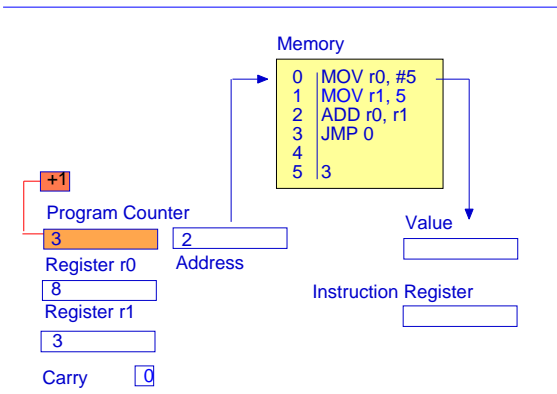 Memory
0 MOV r0, #5
1 MOV r1, 5
2 ADD r0, r1
3 JMP 0
4
5 3
+1
Program Counter
3
2
Address
Value
Register r0
8
Instruction Register
Register r1
3
Carry 0